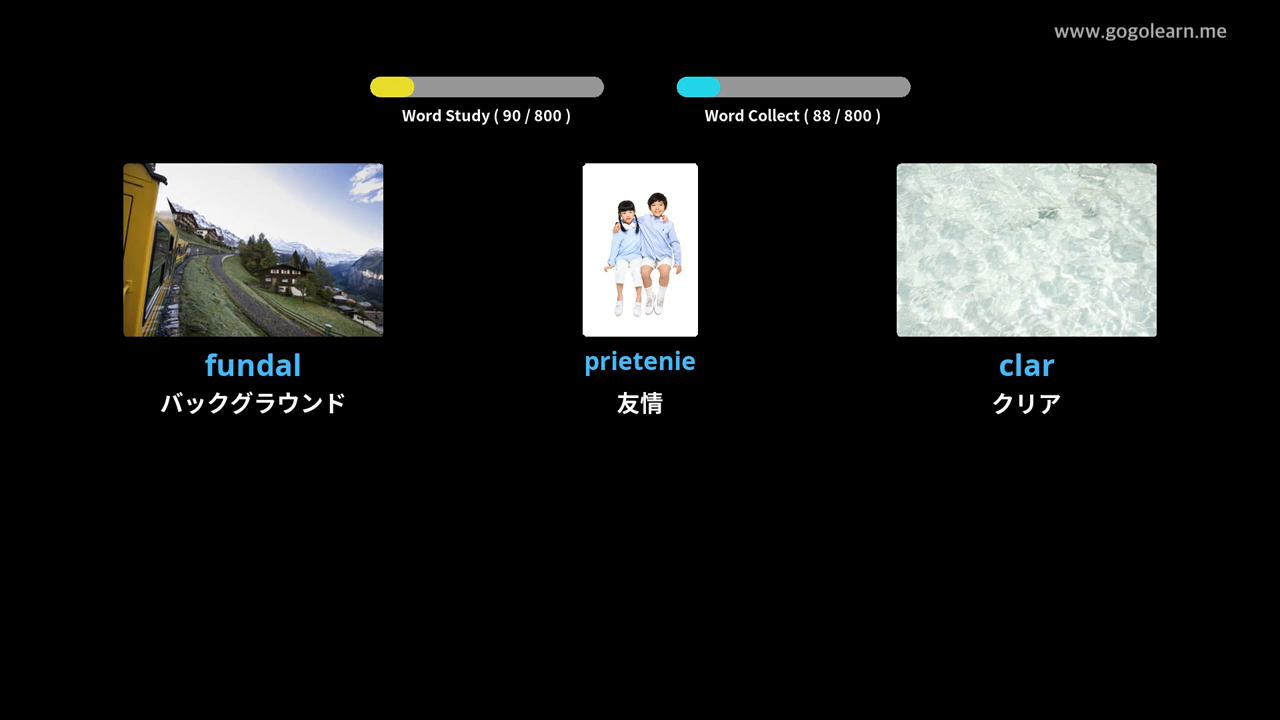 www.gogolearn.me
Word Study ( 90 / 800 )
Word Collect ( 88 / 800 )
fundal
バックグラウンド
prietenie
友情
clar
クリア